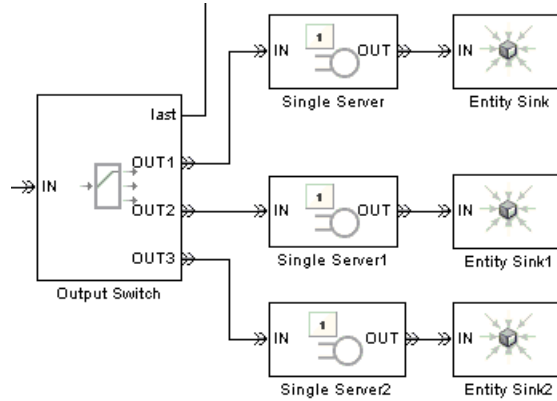 1
IN
OUT
IN
Single Server
Entity Sink
last
OUT1
IN
OUT2
OUT3
Output Switch
1
IN
OUT
IN
Single Server1
Entity Sink1
1
IN
OUT
IN
Single Server2
Entity Sink2